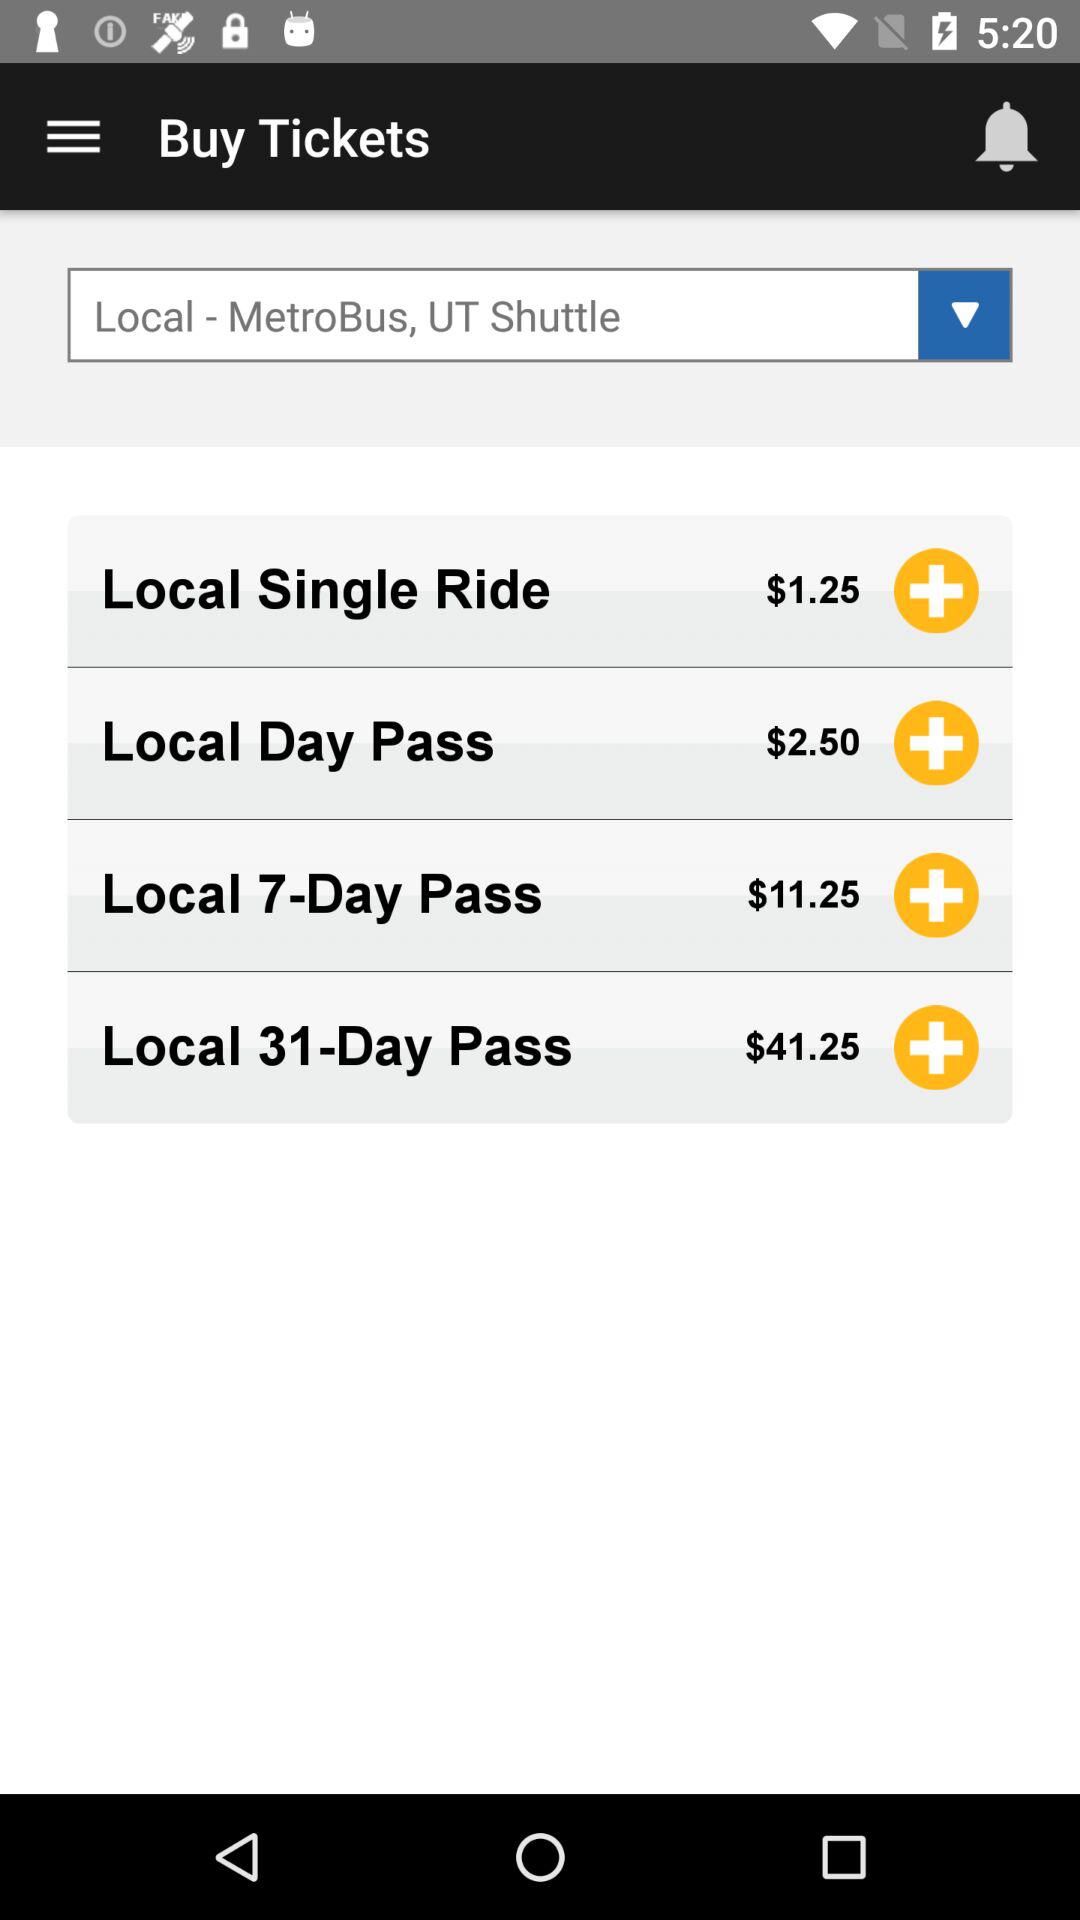 FAKE
5:20
Buy Tickets
Local - MetroBus, UT Shuttle
Local Single Ride $1.25
Local Day Pass $2.50
Local 7-Day Pass $11.25
Local 31-Day Pass $41.25